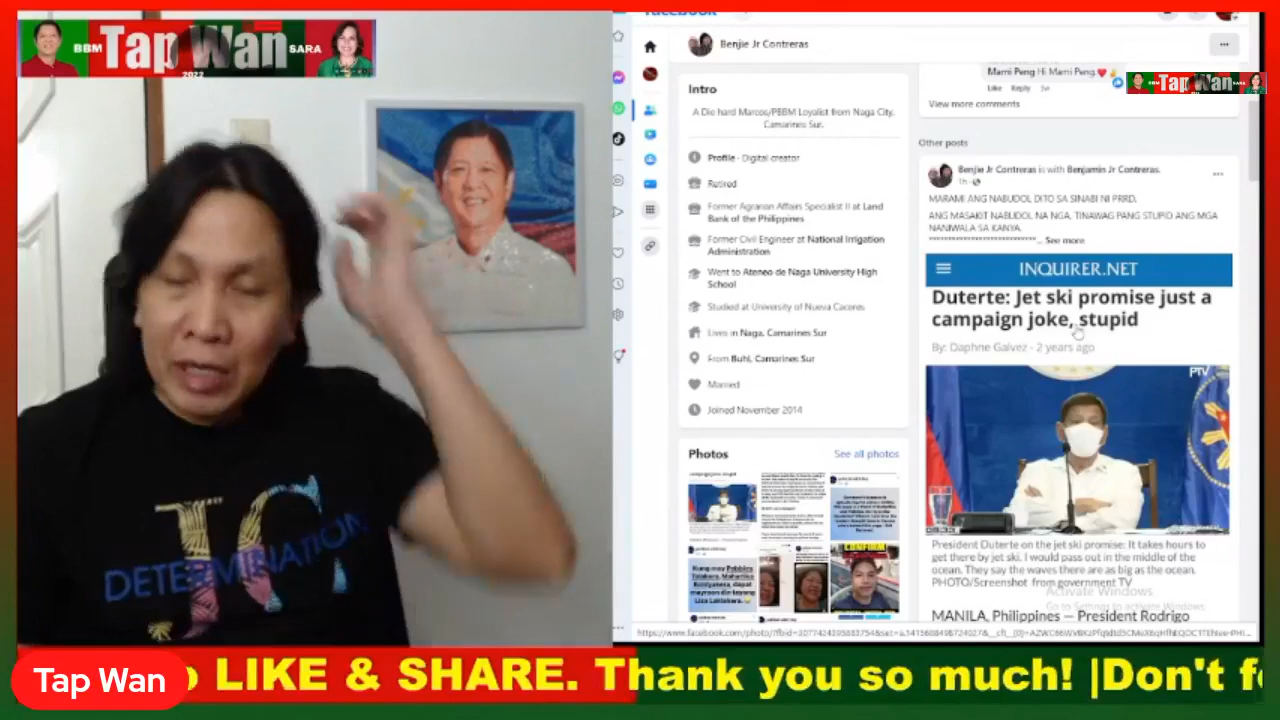 BBM Tap Wan SARA
2022
DETERMINATION
Tap Wan
LIKE & SHARE. Thank you so much! |Don't
facebook
Benjie Jr Contreras
Intro
A Die hard Marcos/PBBM Loyalist from Naga City,
Camarines Sur.
Profile · Digital creator
Retired
Former Agrarian Affairs Specialist II at Land
Bank of the Philippines
Former Civil Engineer at National Irrigation
Administration
Went to Ateneo de Naga University High
School
Studied at University of Nueva Caceres
Lives in Naga, Camarines Sur
From Buhi, Camarines Sur
Married
Joined November 2014
Photos
See all photos
Mami Peng Hi Mami Peng
Like Reply 3w
View more comments
Tap Wan
Other posts
Benjie Jr Contreras is with Benjamin Jr Contreras.
1h
MARAMI ANG NABUDOL DITO SA SINABI NI PRRD.
ANG MASAKIT NABUDOL NA NGA, TINAWAG PANG STUPID ANG MGA
NANIWALA SA KANYA.
... See more
INQUIRER.NET
Duterte: Jet ski promise just a
campaign joke, stupid
By: Daphne Galvez - 2 years ago
PTV
President Duterte on the jet ski promise: It takes hours to
get there by jet ski. I would pass out in the middle of the
ocean. They say the waves there are as big as the ocean.
PHOTO/Screenshot from government TV
Activate Windows
Go to Settings to activate Windows.
MANILA, Philippines — President Rodrigo